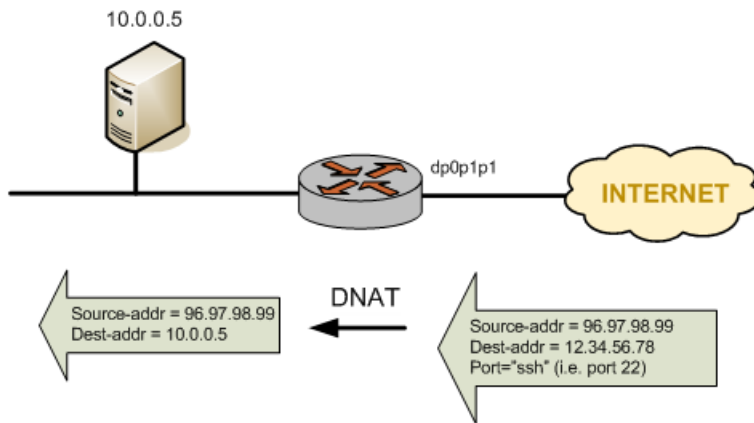 10.0.0.5
dp0p1p1
INTERNET
DNAT
Source-addr = 96.97.98.99
Dest-addr = 10.0.0.5
Source-addr = 96.97.98.99
Dest-addr = 12.34.56.78
Port="ssh" (i.e. port 22)